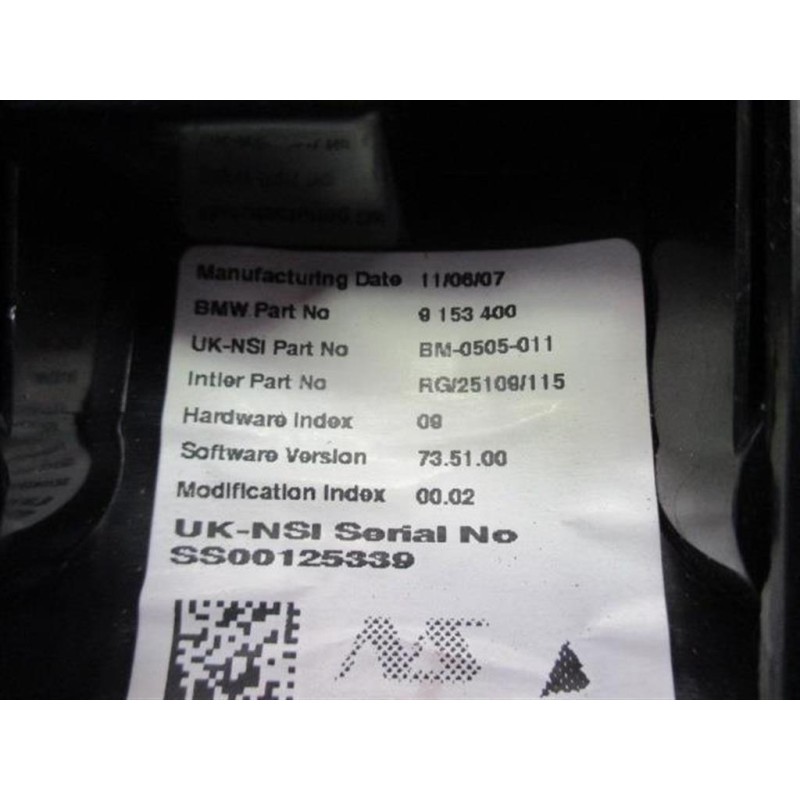 Manufacturing Date 11/06/07
BMW Part No 9 153 400
UK-NSI Part No BM-0505-011
Intier Part No RG/25109/115
Hardware Index 09
Software Version 73.51.00
Modification Index 00.02
UK-NSI Serial No
SS00125339
NS